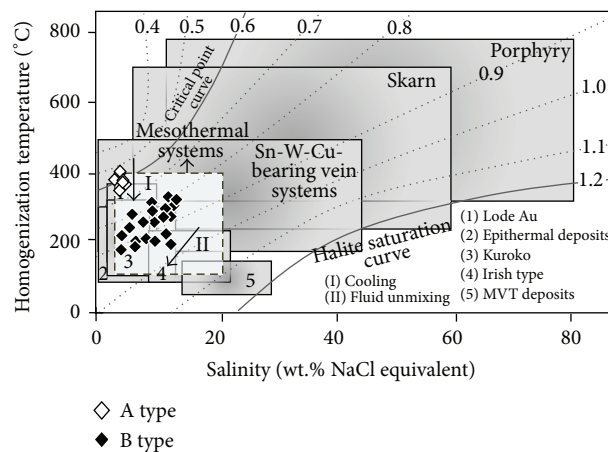 0.4
0.5
0.6
0.7
0.8
Porphyry
0.9
Skarn
1.0
1.1
1.2
Critical point
curve
Mesothermal
systems
Sn-W-Cu-
bearing vein
systems
Halite saturation
curve
I
II
2
3
4
5
(1) Lode Au
(2) Epithermal deposits
(3) Kuroko
(4) Irish type
(5) MVT deposits
(I) Cooling
(II) Fluid unmixing
800
600
400
200
0
Homogenization temperature (°C)
0
20
40
60
80
Salinity (wt.% NaCl equivalent)
A type
B type